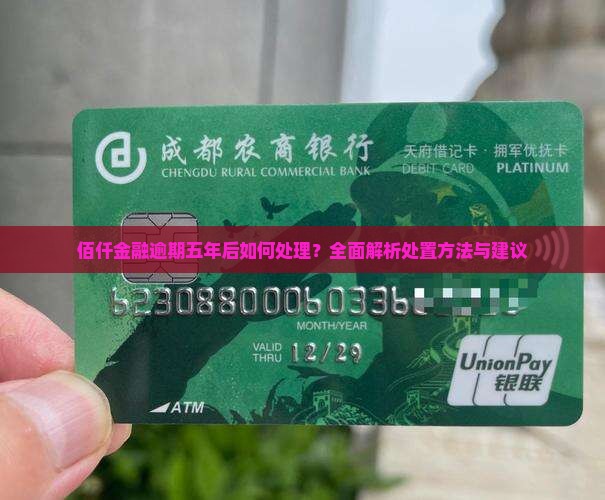 成都农商银行
CHENGDU RURAL COMMERCIAL BANK
天府借记卡·拥军优抚卡
DEBIT CARD PLATINUM
佰仟金融逾期五年后如何处理？全面解析处置方法与建议
62308800060336
MONTH/YEAR
VALID THRU 12/29
ATM
UnionPay
银联